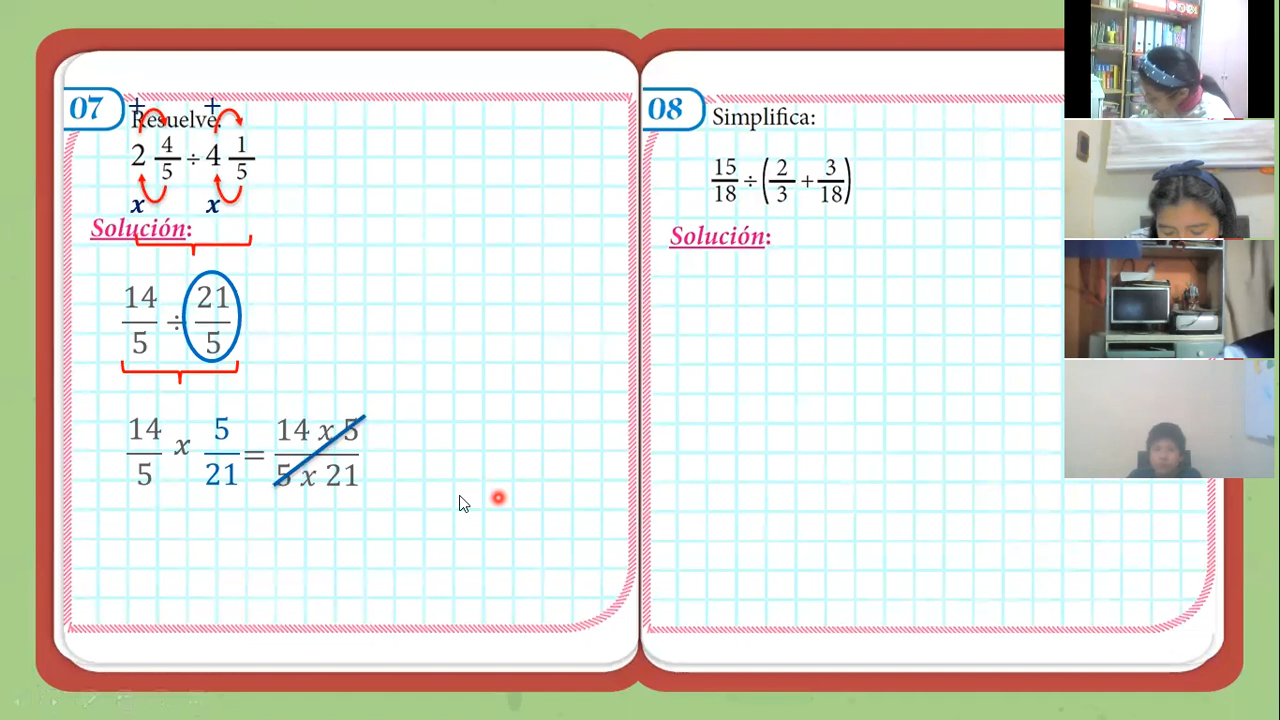 07
Resuelve:
+ +
2 4/5 ÷ 4 1/5
x x
Solución:
14/5 ÷ 21/5
14/5 x 5/21 = 14 x 5/5 x 21
08
Simplifica:
15/18 ÷ (2/3 + 3/18)
Solución: